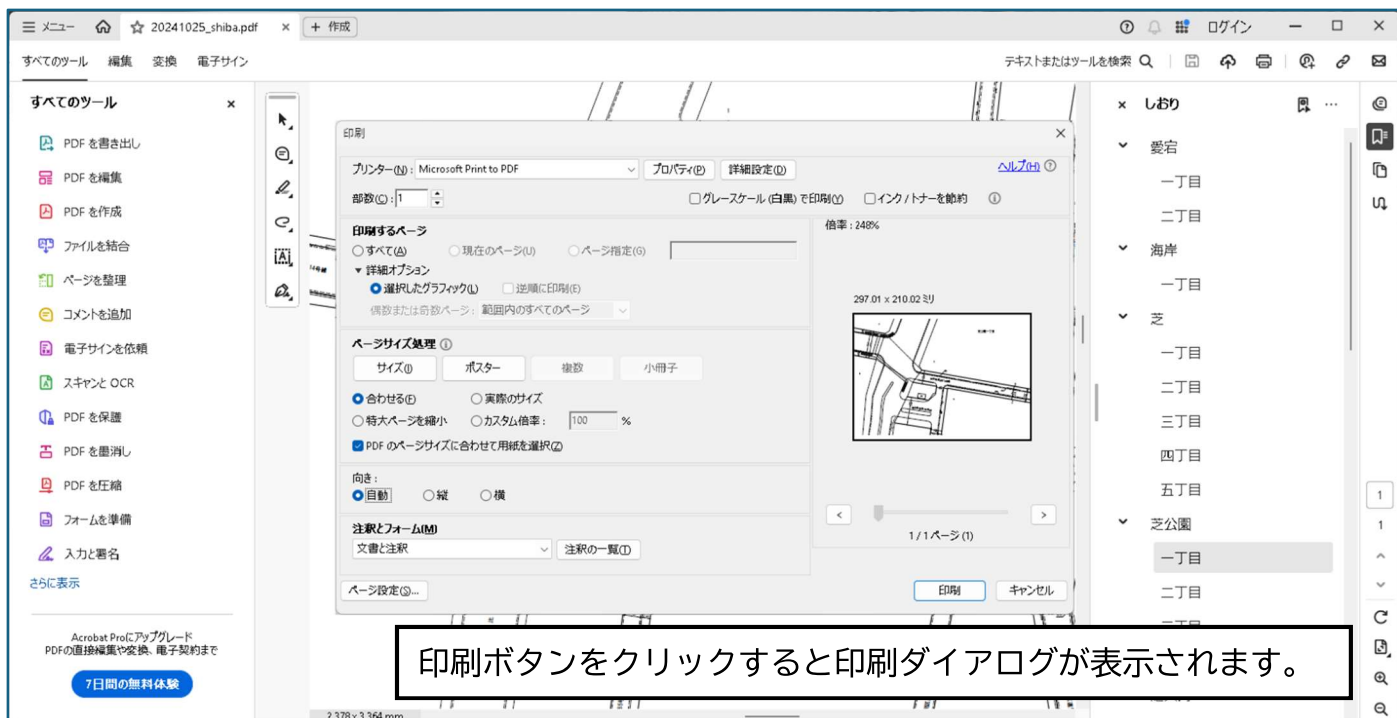 メニュー 20241025_shiba.pdf × + 作成 ログイン
すべてのツール 編集 変換 電子サイン テキストまたはツールを検索
すべてのツール ×
PDF を書き出し
PDF を編集
PDF を作成
ファイルを結合
ページを整理
コメントを追加
電子サインを依頼
スキャンと OCR
PDF を保護
PDF を墨消し
PDF を圧縮
フォームを準備
入力と署名
さらに表示
Acrobat Proにアップグレード
PDFの直接編集や変換、電子契約まで
7日間の無料体験
印刷
プリンター(N): Microsoft Print to PDF プロパティ(P) 詳細設定(D) ヘルプ(H)
部数(C): 1 グレースケール (白黒) で印刷(Y) インク / トナーを節約
印刷するページ
すべて(A) 現在のページ(U) ページ指定(G)
詳細オプション
選択したグラフィック(L) 逆順に印刷(E)
偶数または奇数ページ: 範囲内のすべてのページ
ページサイズ処理
サイズ(I) ポスター 複数 小冊子
合わせる(F) 実際のサイズ
特大ページを縮小 カスタム倍率: 100 %
PDF のページサイズに合わせて用紙を選択(Z)
向き:
自動 縦 横
注釈とフォーム(M)
文書と注釈 注釈の一覧(T)
ページ設定(S)...
倍率: 248%
297.01 x 210.02 ミリ
< >
1 / 1 ページ (1)
印刷 キャンセル
× しおり
愛宕
一丁目
二丁目
海岸
一丁目
芝
一丁目
二丁目
三丁目
四丁目
五丁目
芝公園
一丁目
二丁目
1
1
印刷ボタンをクリックすると印刷ダイアログが表示されます。
2,378 x 3,364 mm